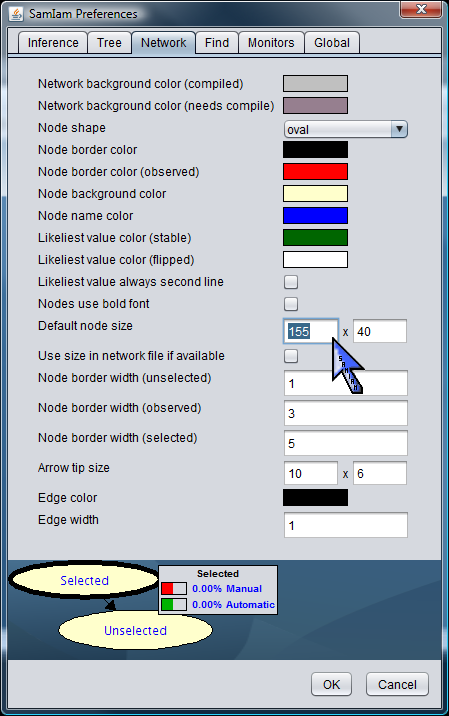 SamIam Preferences
Inference Tree Network Find Monitors Global
Network background color (compiled)
Network background color (needs compile)
Node shape oval
Node border color
Node border color (observed)
Node background color
Node name color
Likeliest value color (stable)
Likeliest value color (flipped)
Likeliest value always second line
Nodes use bold font
Default node size 155 x 40
Use size in network file if available
Node border width (unselected) 1
Node border width (observed) 3
Node border width (selected) 5
Arrow tip size 10 x 6
Edge color
Edge width 1
Selected
Selected
0.00% Manual
0.00% Automatic
Unselected
OK Cancel